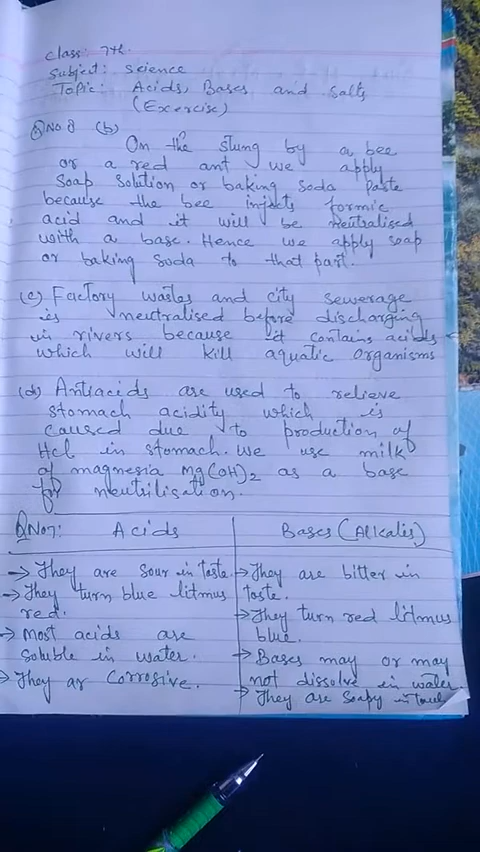 Class: 7th.
Subject: science
Topic: Acids, Bases and Salts
(Exercise)
QNo 8 (b)
On the stung by a bee
or a red ant we apply
Soap solution or baking soda paste
because the bee injects formic
acid and it will be neutralised
with a base. Hence we apply soap
or baking soda to that part.
(c) Factory wastes and city sewerage
is neutralised before discharging
in rivers because it contains acids
which will kill aquatic organisms
(d) Antiacids are used to relieve
stomach acidity which is
caused due to production of
Hcl in stomach. We use milk
of magnesia Mg(OH)2 as a base
for neutrilisation.
QNo7: Acids Bases (Alkalies)
→ They are sour in taste → They are bitter in
→ They turn blue litmus taste.
red. → They turn red litmus
→ Most acids are blue.
soluble in water. → Bases may or may
→ They ar Corrosive. not dissolve in water
→ They are soapy in touch